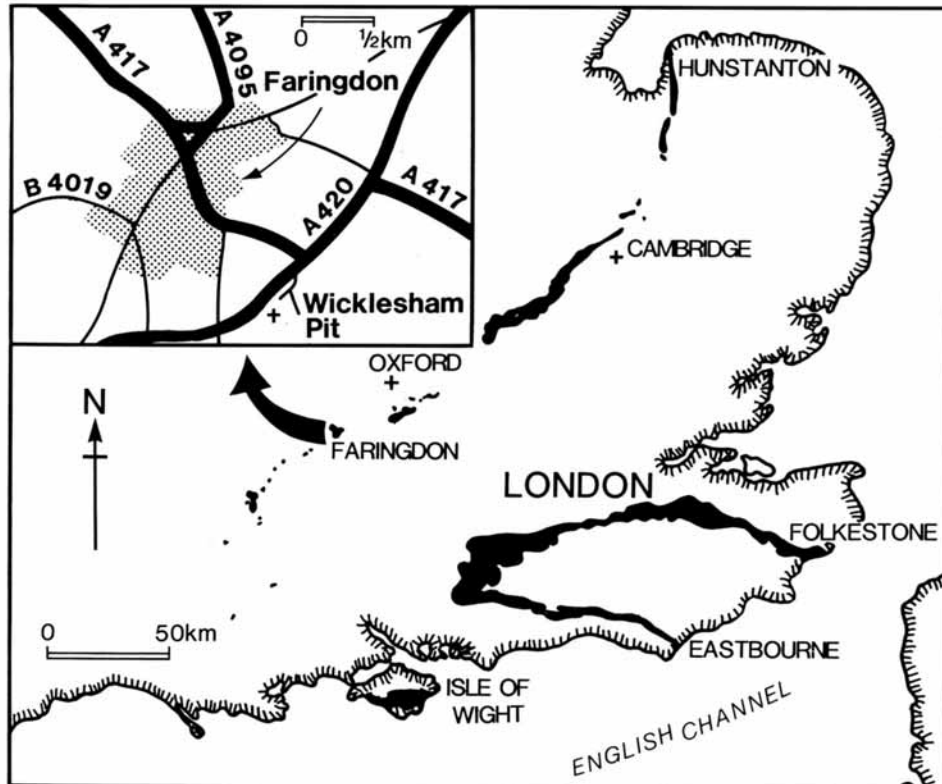 A 417
A 4095
0 ½km
Faringdon
B 4019
A 420
A 417
Wicklesham
Pit
HUNSTANTON
CAMBRIDGE
OXFORD
N
FARINGDON
LONDON
FOLKESTONE
0 50km
EASTBOURNE
ISLE OF
WIGHT
ENGLISH CHANNEL